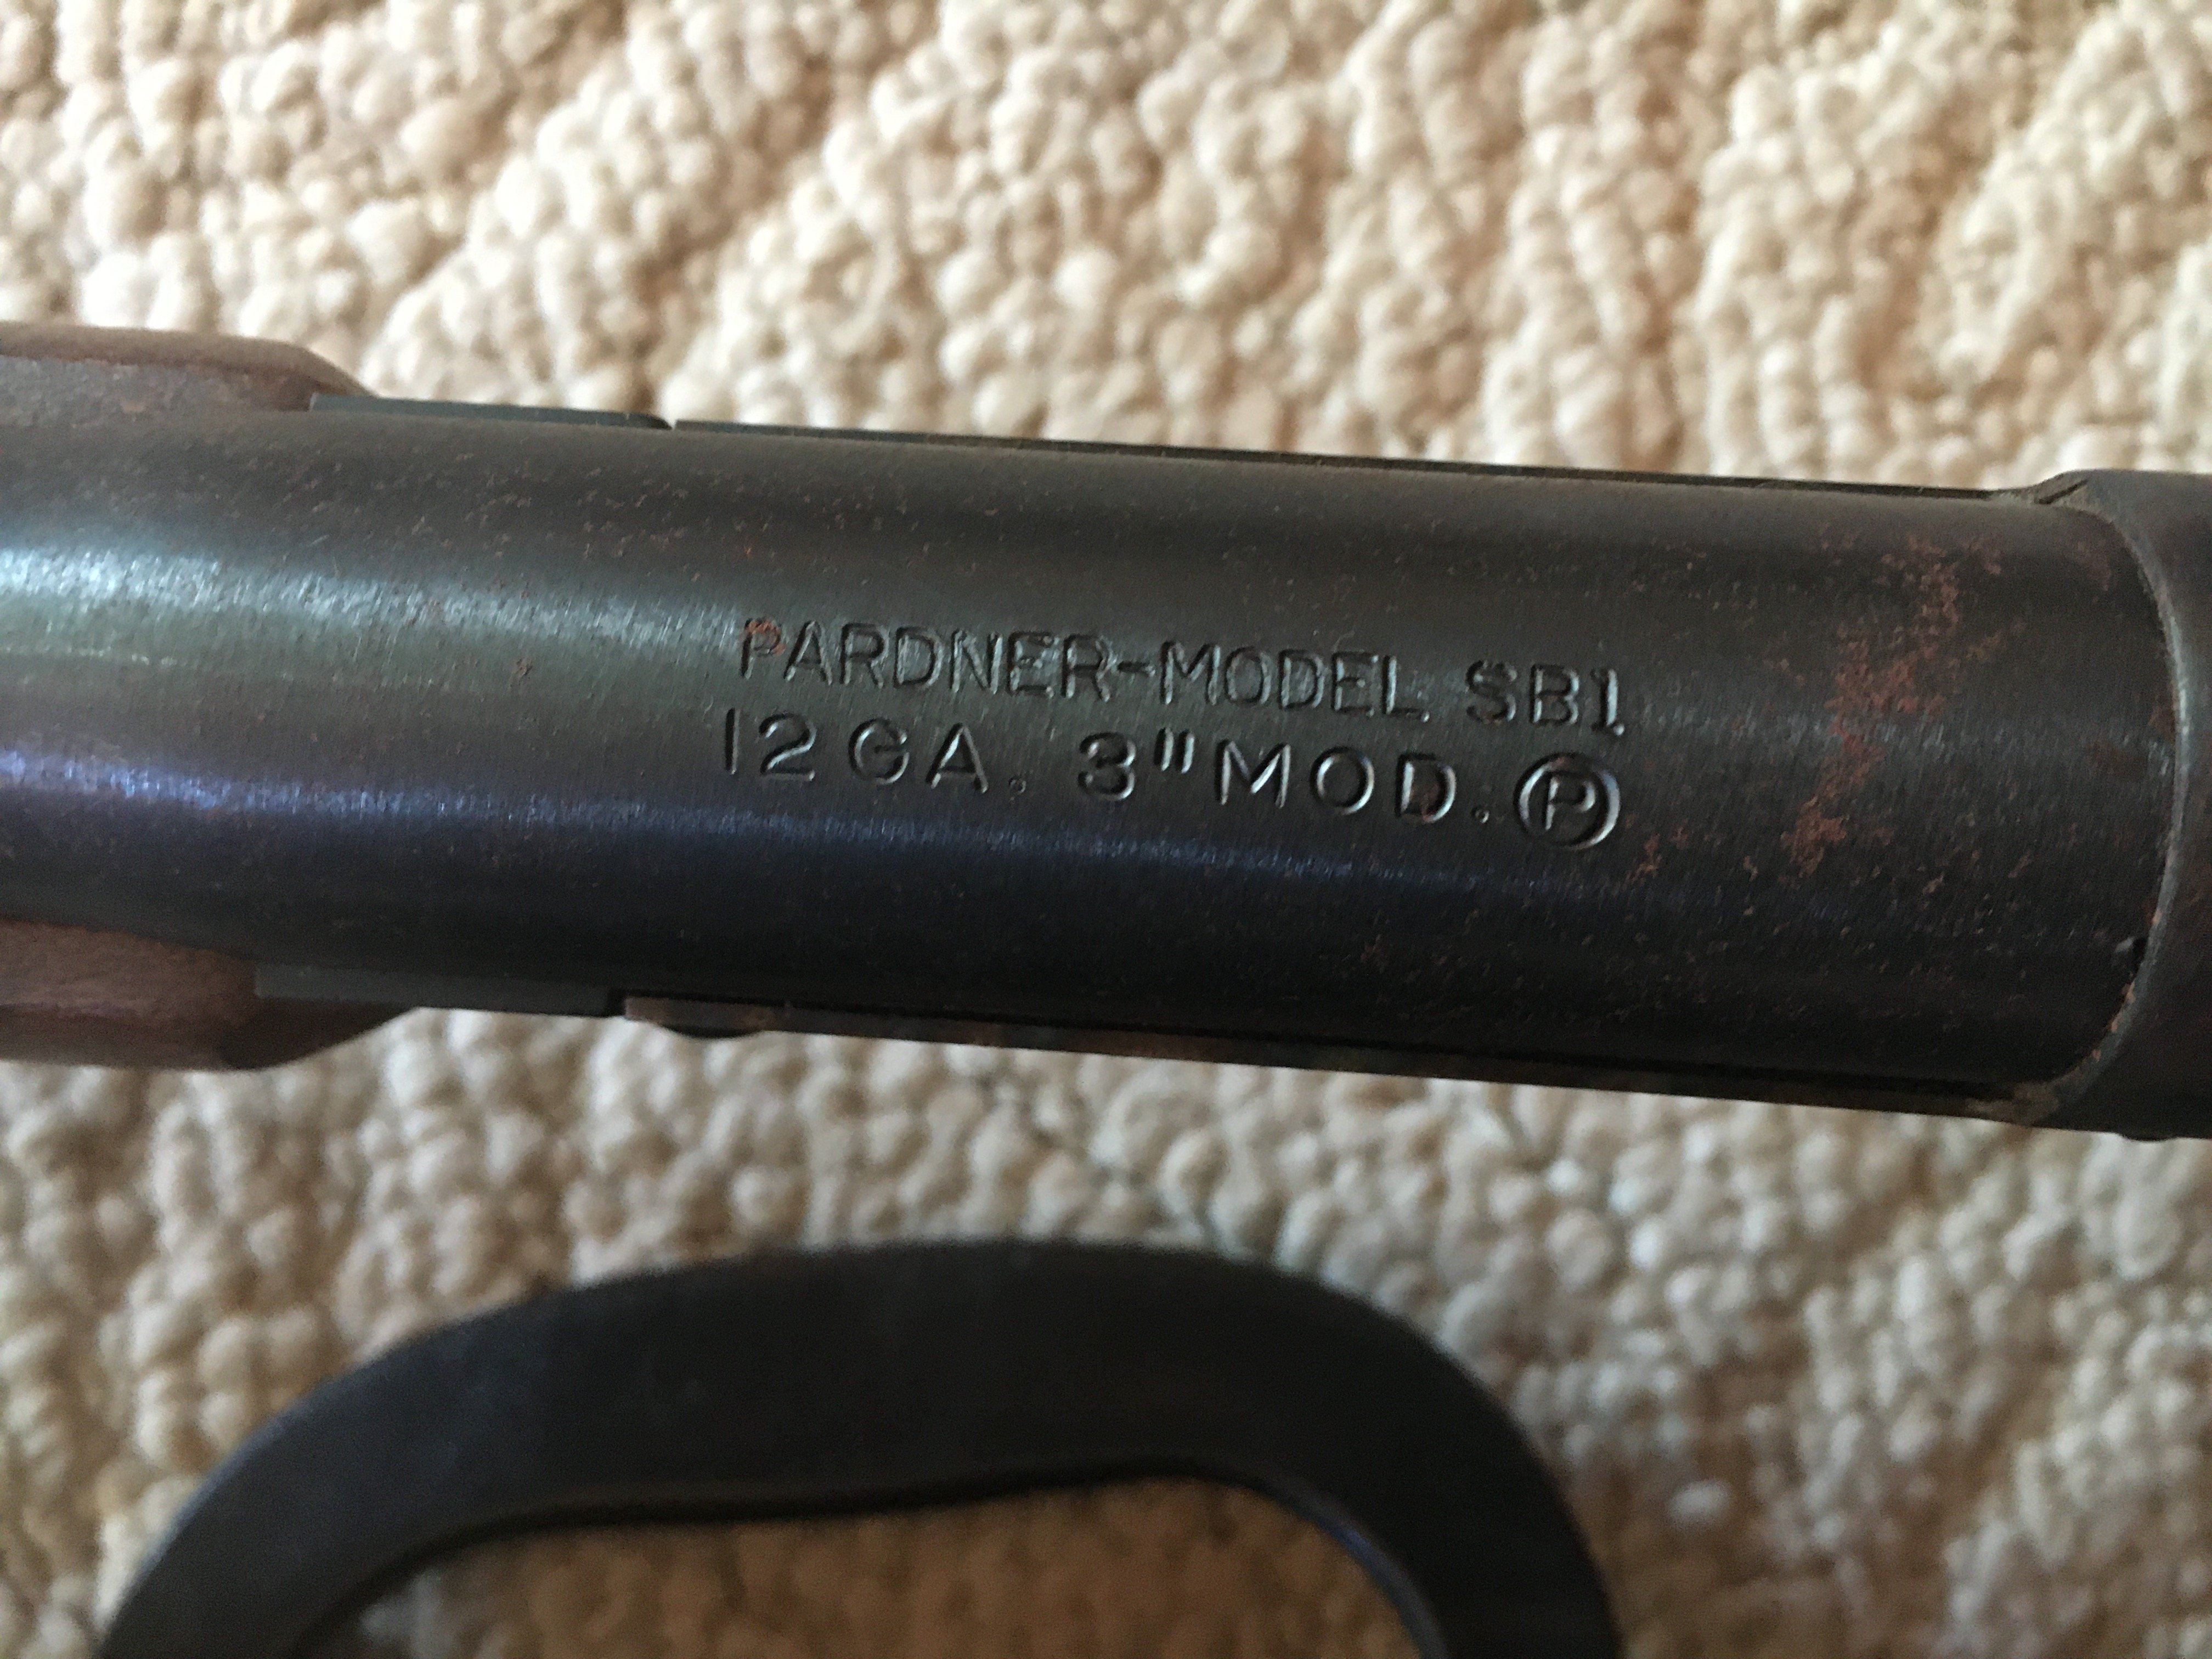 PARDNER-MODEL SB1
12 GA. 3" MOD. Ⓟ